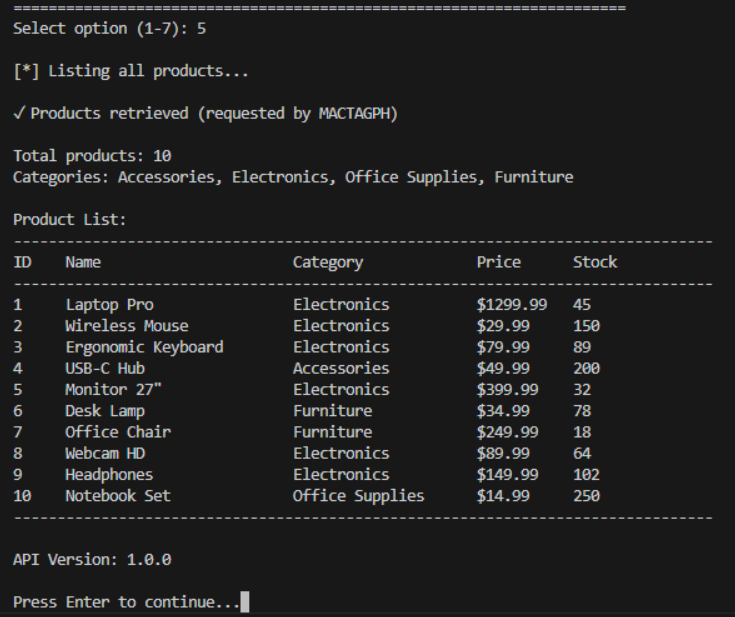 ======================================================================
Select option (1-7): 5
[*] Listing all products...
✓ Products retrieved (requested by MACTAGPH)
Total products: 10
Categories: Accessories, Electronics, Office Supplies, Furniture
Product List:
--------------------------------------------------------------------------------
ID    Name                      Category             Price      Stock
--------------------------------------------------------------------------------
1     Laptop Pro                Electronics          $1299.99   45
2     Wireless Mouse            Electronics          $29.99     150
3     Ergonomic Keyboard        Electronics          $79.99     89
4     USB-C Hub                 Accessories          $49.99     200
5     Monitor 27"               Electronics          $399.99    32
6     Desk Lamp                 Furniture            $34.99     78
7     Office Chair              Furniture            $249.99    18
8     Webcam HD                 Electronics          $89.99     64
9     Headphones                Electronics          $149.99    102
10    Notebook Set              Office Supplies      $14.99     250
--------------------------------------------------------------------------------
API Version: 1.0.0
Press Enter to continue...